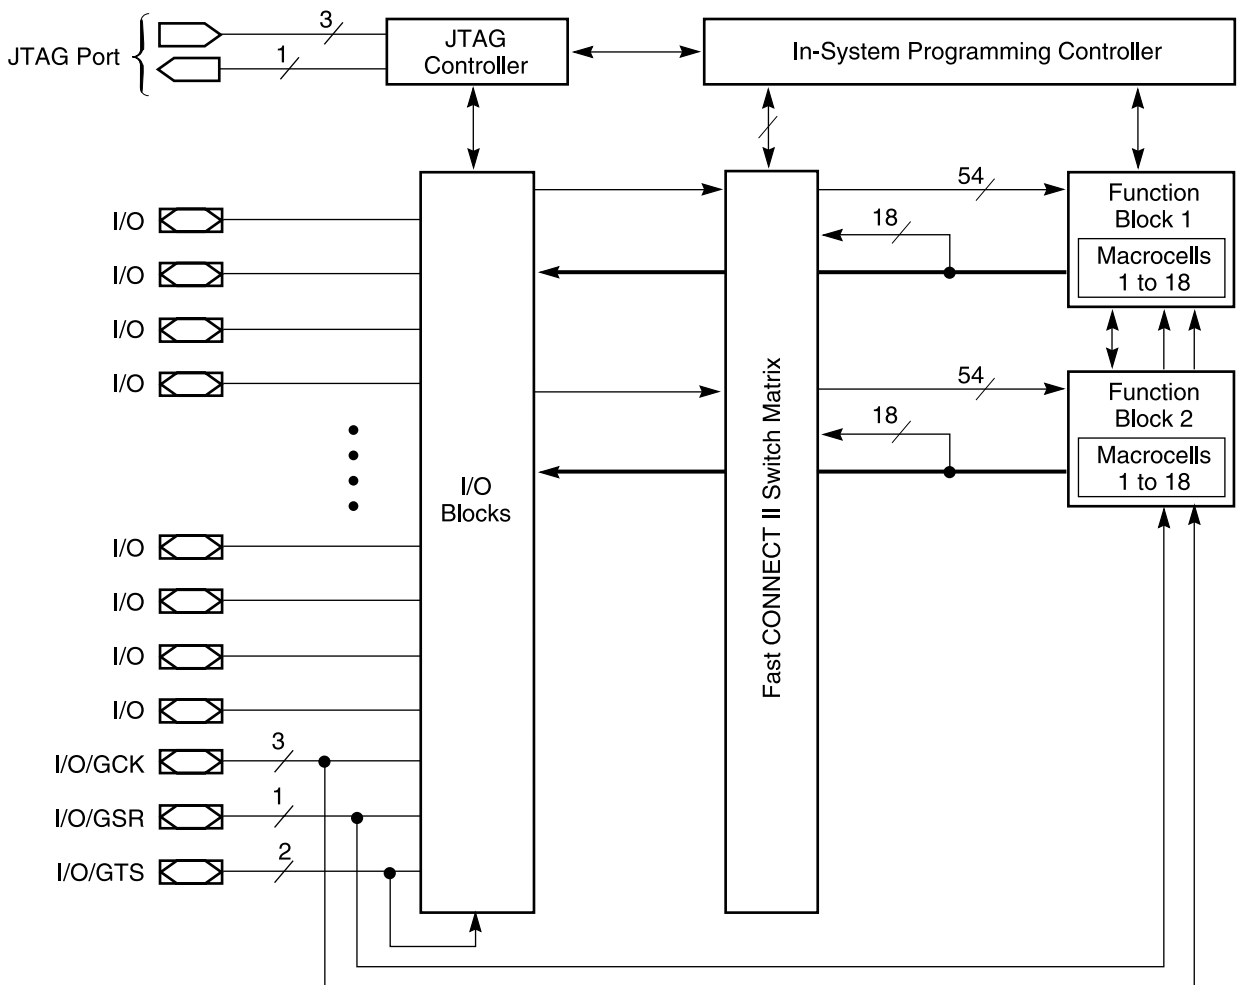 JTAG Port
3
1
JTAG
Controller
In-System Programming Controller
I/O
I/O
I/O
I/O
I/O
I/O
I/O
I/O
I/O/GCK
3
I/O/GSR
1
I/O/GTS
2
I/O
Blocks
Fast CONNECT II Switch Matrix
54
18
Function
Block 1
Macrocells
1 to 18
54
18
Function
Block 2
Macrocells
1 to 18